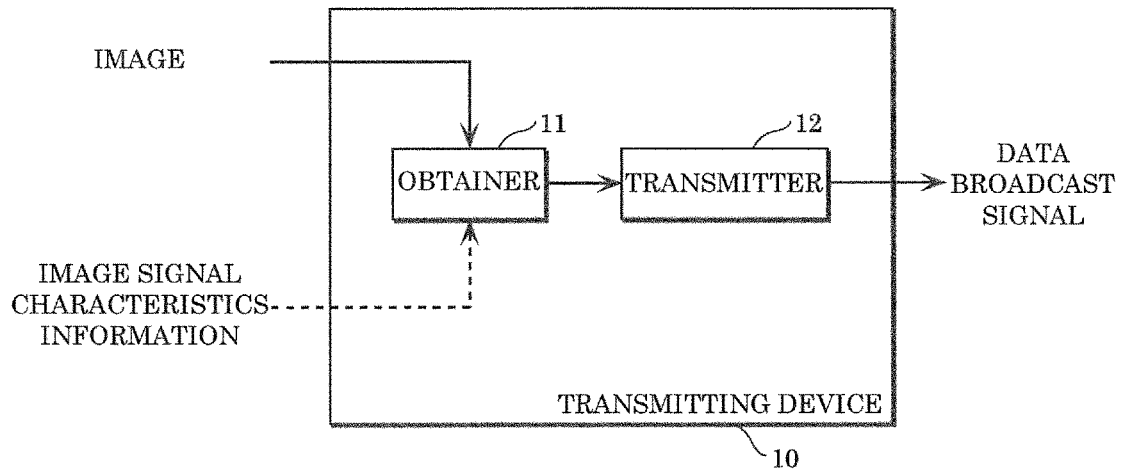 IMAGE
11
12
OBTAINER
TRANSMITTER
DATA
BROADCAST
SIGNAL
IMAGE SIGNAL
CHARACTERISTICS
INFORMATION
TRANSMITTING DEVICE
10